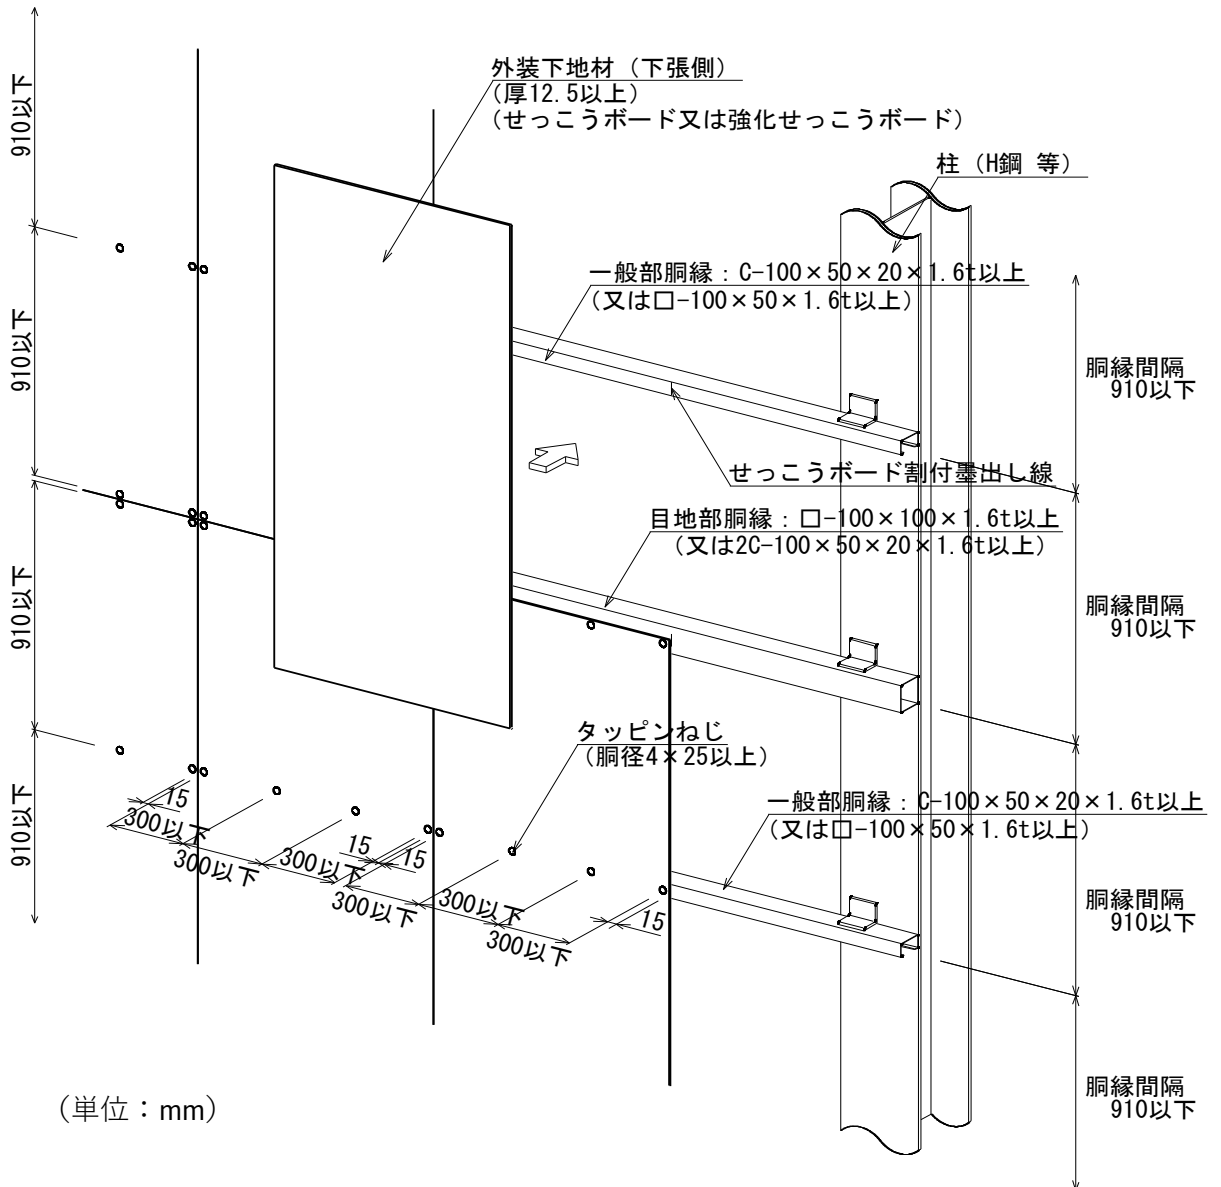 外装下地材（下張側）
（厚12.5以上）
（せっこうボード又は強化せっこうボード）
柱（H鋼 等）
一般部胴縁：C-100×50×20×1.6t以上
（又は□-100×50×1.6t以上）
せっこうボード割付墨出し線
目地部胴縁：□-100×100×1.6t以上
（又は2C-100×50×20×1.6t以上）
タッピンねじ
（胴径4×25以上）
一般部胴縁：C-100×50×20×1.6t以上
（又は□-100×50×1.6t以上）
910以下
910以下
910以下
910以下
胴縁間隔
910以下
胴縁間隔
910以下
胴縁間隔
910以下
胴縁間隔
910以下
15
300以下
300以下
300以下
15
15
300以下
300以下
300以下
15
（単位：mm）